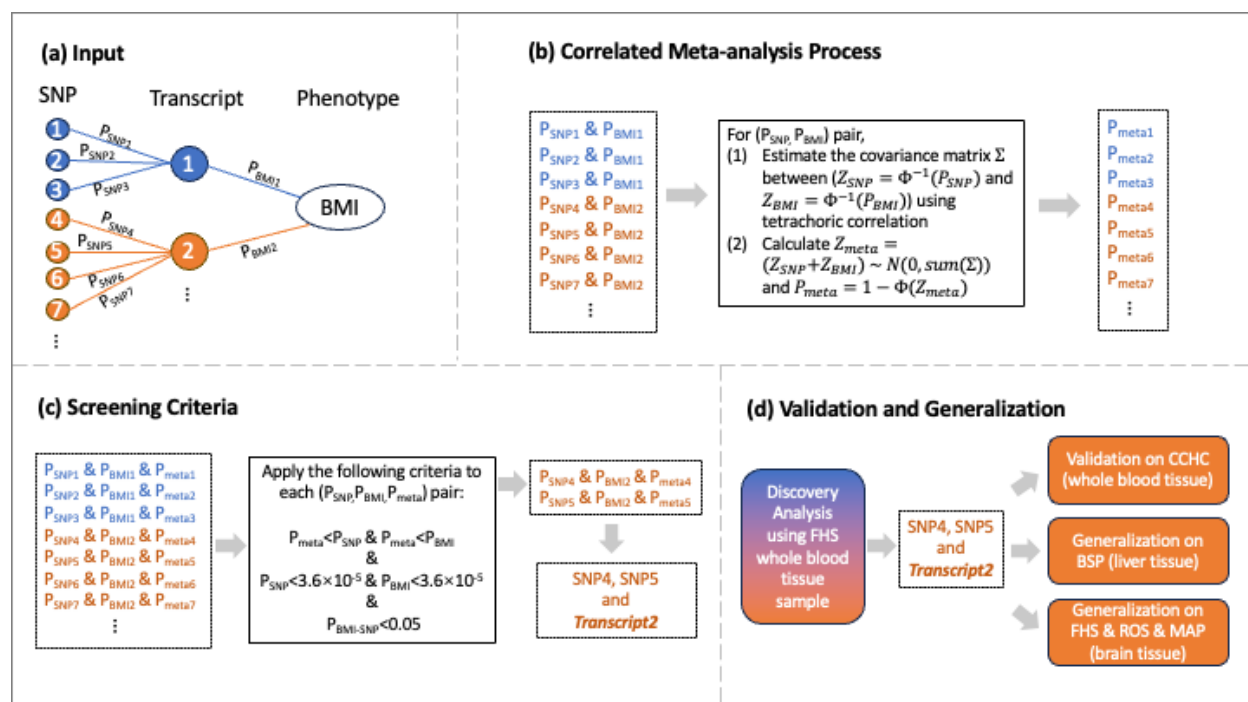 (a) Input
SNP Transcript Phenotype
1
P_SNP2
2
P_SNP2
3
P_SNP3
1
P_BMI2
BMI
4
P_SNP4
5
P_SNP5
6
P_SNP6
7
P_SNP7
2
P_BMI2
⋮
⋮
(b) Correlated Meta-analysis Process
P_SNP1 & P_BMI1
P_SNP2 & P_BMI1
P_SNP3 & P_BMI1
P_SNP4 & P_BMI2
P_SNP5 & P_BMI2
P_SNP6 & P_BMI2
P_SNP7 & P_BMI2
⋮
For (P_SNP, P_BMI) pair,
(1) Estimate the covariance matrix Σ
between (Z_SNP = Φ⁻¹(P_SNP) and
Z_BMI = Φ⁻¹(P_BMI)) using
tetrachoric correlation
(2) Calculate Z_meta =
(Z_SNP+Z_BMI) ~ N(0, sum(Σ))
and P_meta = 1 − Φ(Z_meta)
P_meta1
P_meta2
P_meta3
P_meta4
P_meta5
P_meta6
P_meta7
⋮
(c) Screening Criteria
P_SNP1 & P_BMI1 & P_meta1
P_SNP2 & P_BMI1 & P_meta2
P_SNP3 & P_BMI1 & P_meta3
P_SNP4 & P_BMI2 & P_meta4
P_SNP5 & P_BMI2 & P_meta5
P_SNP6 & P_BMI2 & P_meta6
P_SNP7 & P_BMI2 & P_meta7
⋮
Apply the following criteria to
each (P_SNP,P_BMI,P_meta) pair:
P_meta<P_SNP & P_meta<P_BMI
&
P_SNP<3.6×10⁻⁵ & P_BMI<3.6×10⁻⁵
&
P_BMI-SNP<0.05
P_SNP4 & P_BMI2 & P_meta4
P_SNP5 & P_BMI2 & P_meta5
SNP4, SNP5
and
Transcript2
(d) Validation and Generalization
Discovery
Analysis
using FHS
whole blood
tissue
sample
SNP4, SNP5
and
Transcript2
Validation on CCHC
(whole blood tissue)
Generalization on
BSP (liver tissue)
Generalization on
FHS & ROS & MAP
(brain tissue)